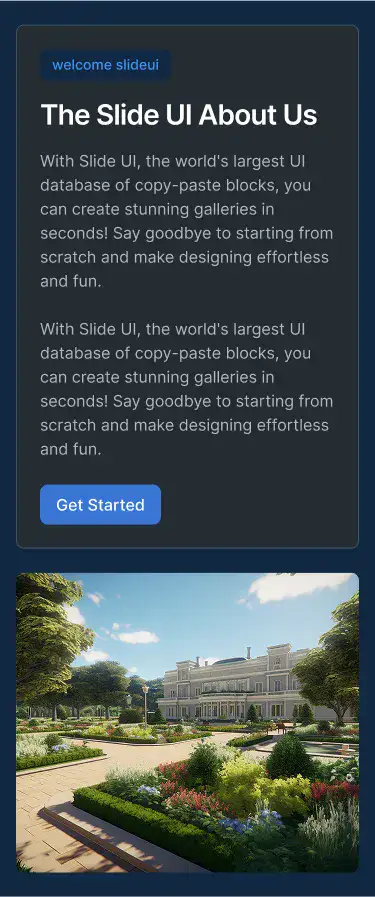 welcome slideui
The Slide UI About Us
With Slide UI, the world's largest UI
database of copy-paste blocks, you
can create stunning galleries in
seconds! Say goodbye to starting from
scratch and make designing effortless
and fun.
With Slide UI, the world's largest UI
database of copy-paste blocks, you
can create stunning galleries in
seconds! Say goodbye to starting from
scratch and make designing effortless
and fun.
Get Started